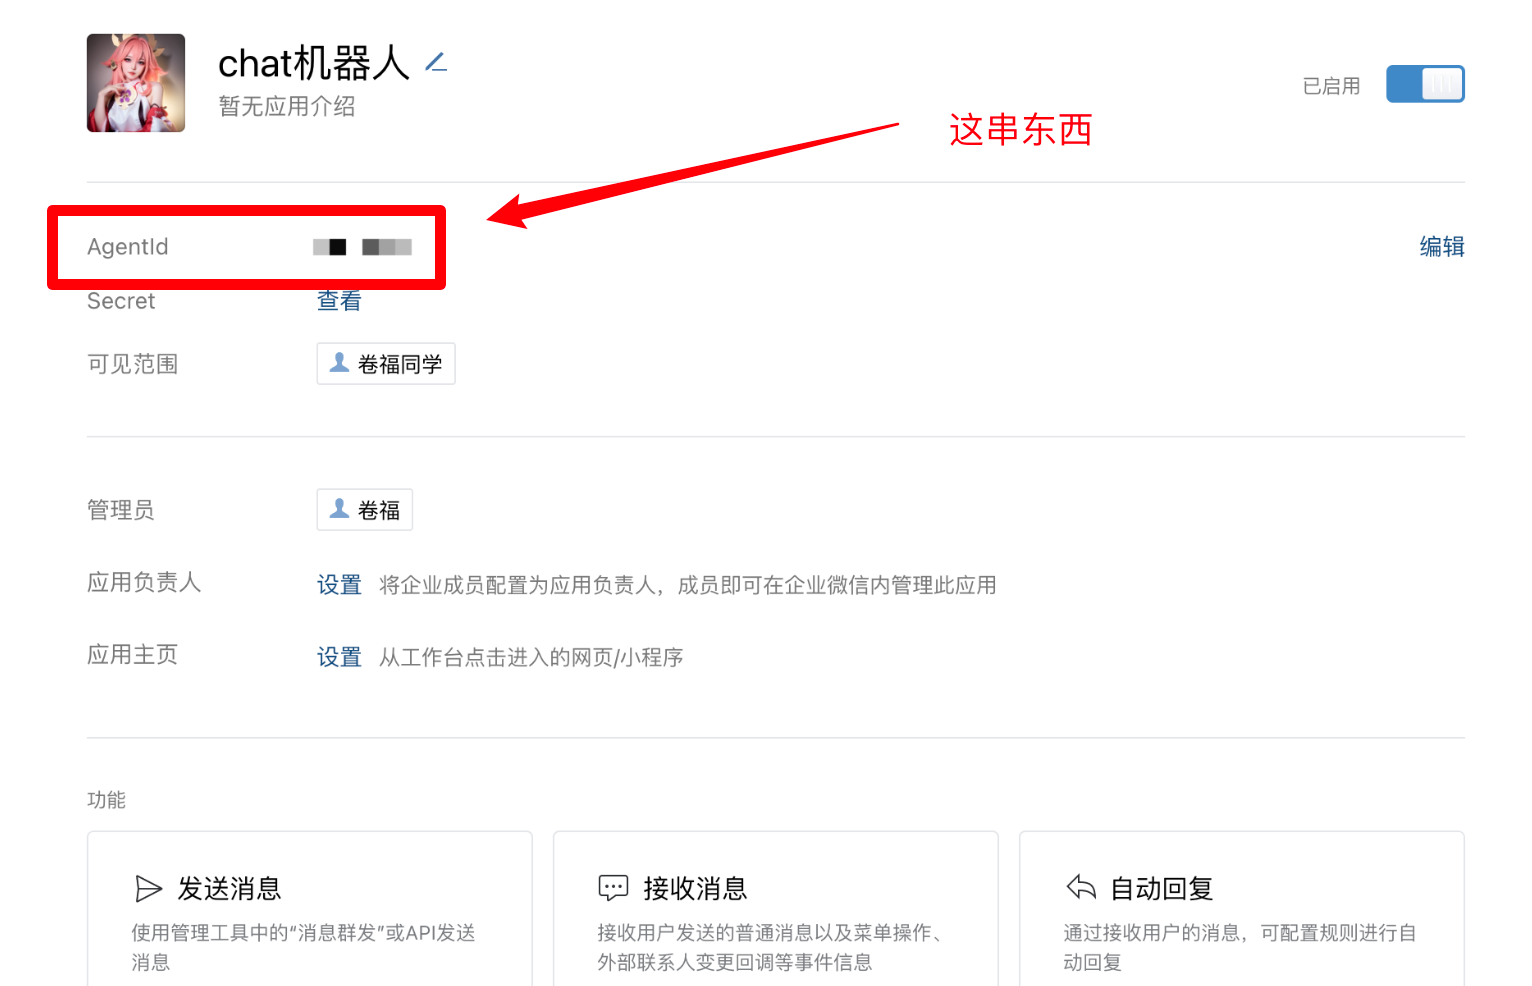 chat机器人
暂无应用介绍
已启用
这串东西
AgentId
编辑
Secret
查看
可见范围
卷福同学
管理员
卷福
应用负责人
设置 将企业成员配置为应用负责人，成员即可在企业微信内管理此应用
应用主页
设置 从工作台点击进入的网页/小程序
功能
发送消息
使用管理工具中的“消息群发”或API发送
消息
接收消息
接收用户发送的普通消息以及菜单操作、
外部联系人变更回调等事件信息
自动回复
通过接收用户的消息，可配置规则进行自
动回复